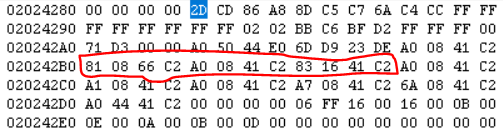 02024280 00 00 00 00 2D CD 86 A8 8D C5 C7 6A C4 CC FF FF
02024290 FF FF FF FF FF FF 02 02 BB C6 BF D2 FF FF 00 00
020242A0 71 D3 00 00 A0 50 44 E0 6D D9 23 DE A0 08 41 C2
020242B0 81 08 66 C2 A0 08 41 C2 83 16 41 C2 A0 08 41 C2
020242C0 A1 08 41 C2 A0 08 41 C2 A7 08 41 C2 6A 08 41 C2
020242D0 A0 44 41 C2 00 00 00 00 06 FF 16 00 16 00 0B 00
020242E0 0E 00 0A 00 0B 00 0D 00 00 00 00 00 00 00 00 00